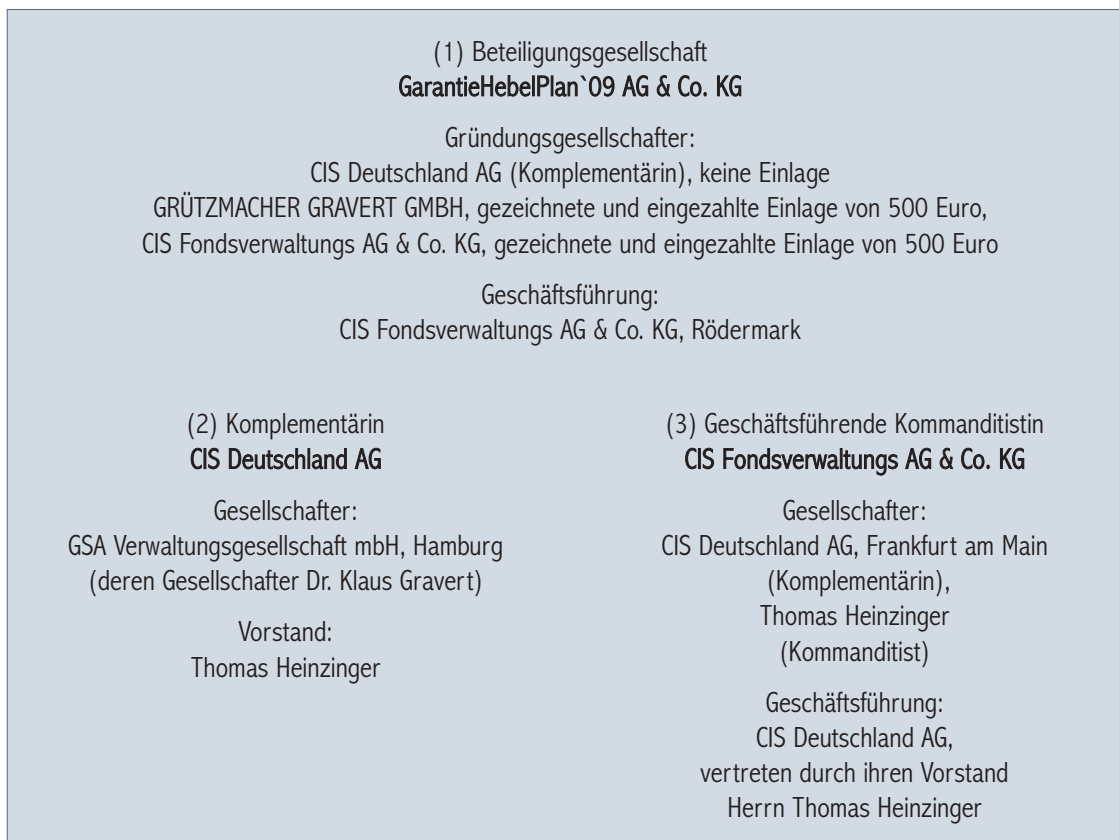 (1) Beteiligungsgesellschaft
GarantieHebelPlan`09 AG & Co. KG
Gründungsgesellschafter:
CIS Deutschland AG (Komplementärin), keine Einlage
GRÜTZMACHER GRAVERT GMBH, gezeichnete und eingezahlte Einlage von 500 Euro,
CIS Fondsverwaltungs AG & Co. KG, gezeichnete und eingezahlte Einlage von 500 Euro
Geschäftsführung:
CIS Fondsverwaltungs AG & Co. KG, Rödermark
(2) Komplementärin
CIS Deutschland AG
Gesellschafter:
GSA Verwaltungsgesellschaft mbH, Hamburg
(deren Gesellschafter Dr. Klaus Gravert)
Vorstand:
Thomas Heinzinger
(3) Geschäftsführende Kommanditistin
CIS Fondsverwaltungs AG & Co. KG
Gesellschafter:
CIS Deutschland AG, Frankfurt am Main
(Komplementärin),
Thomas Heinzinger
(Kommanditist)
Geschäftsführung:
CIS Deutschland AG,
vertreten durch ihren Vorstand
Herrn Thomas Heinzinger